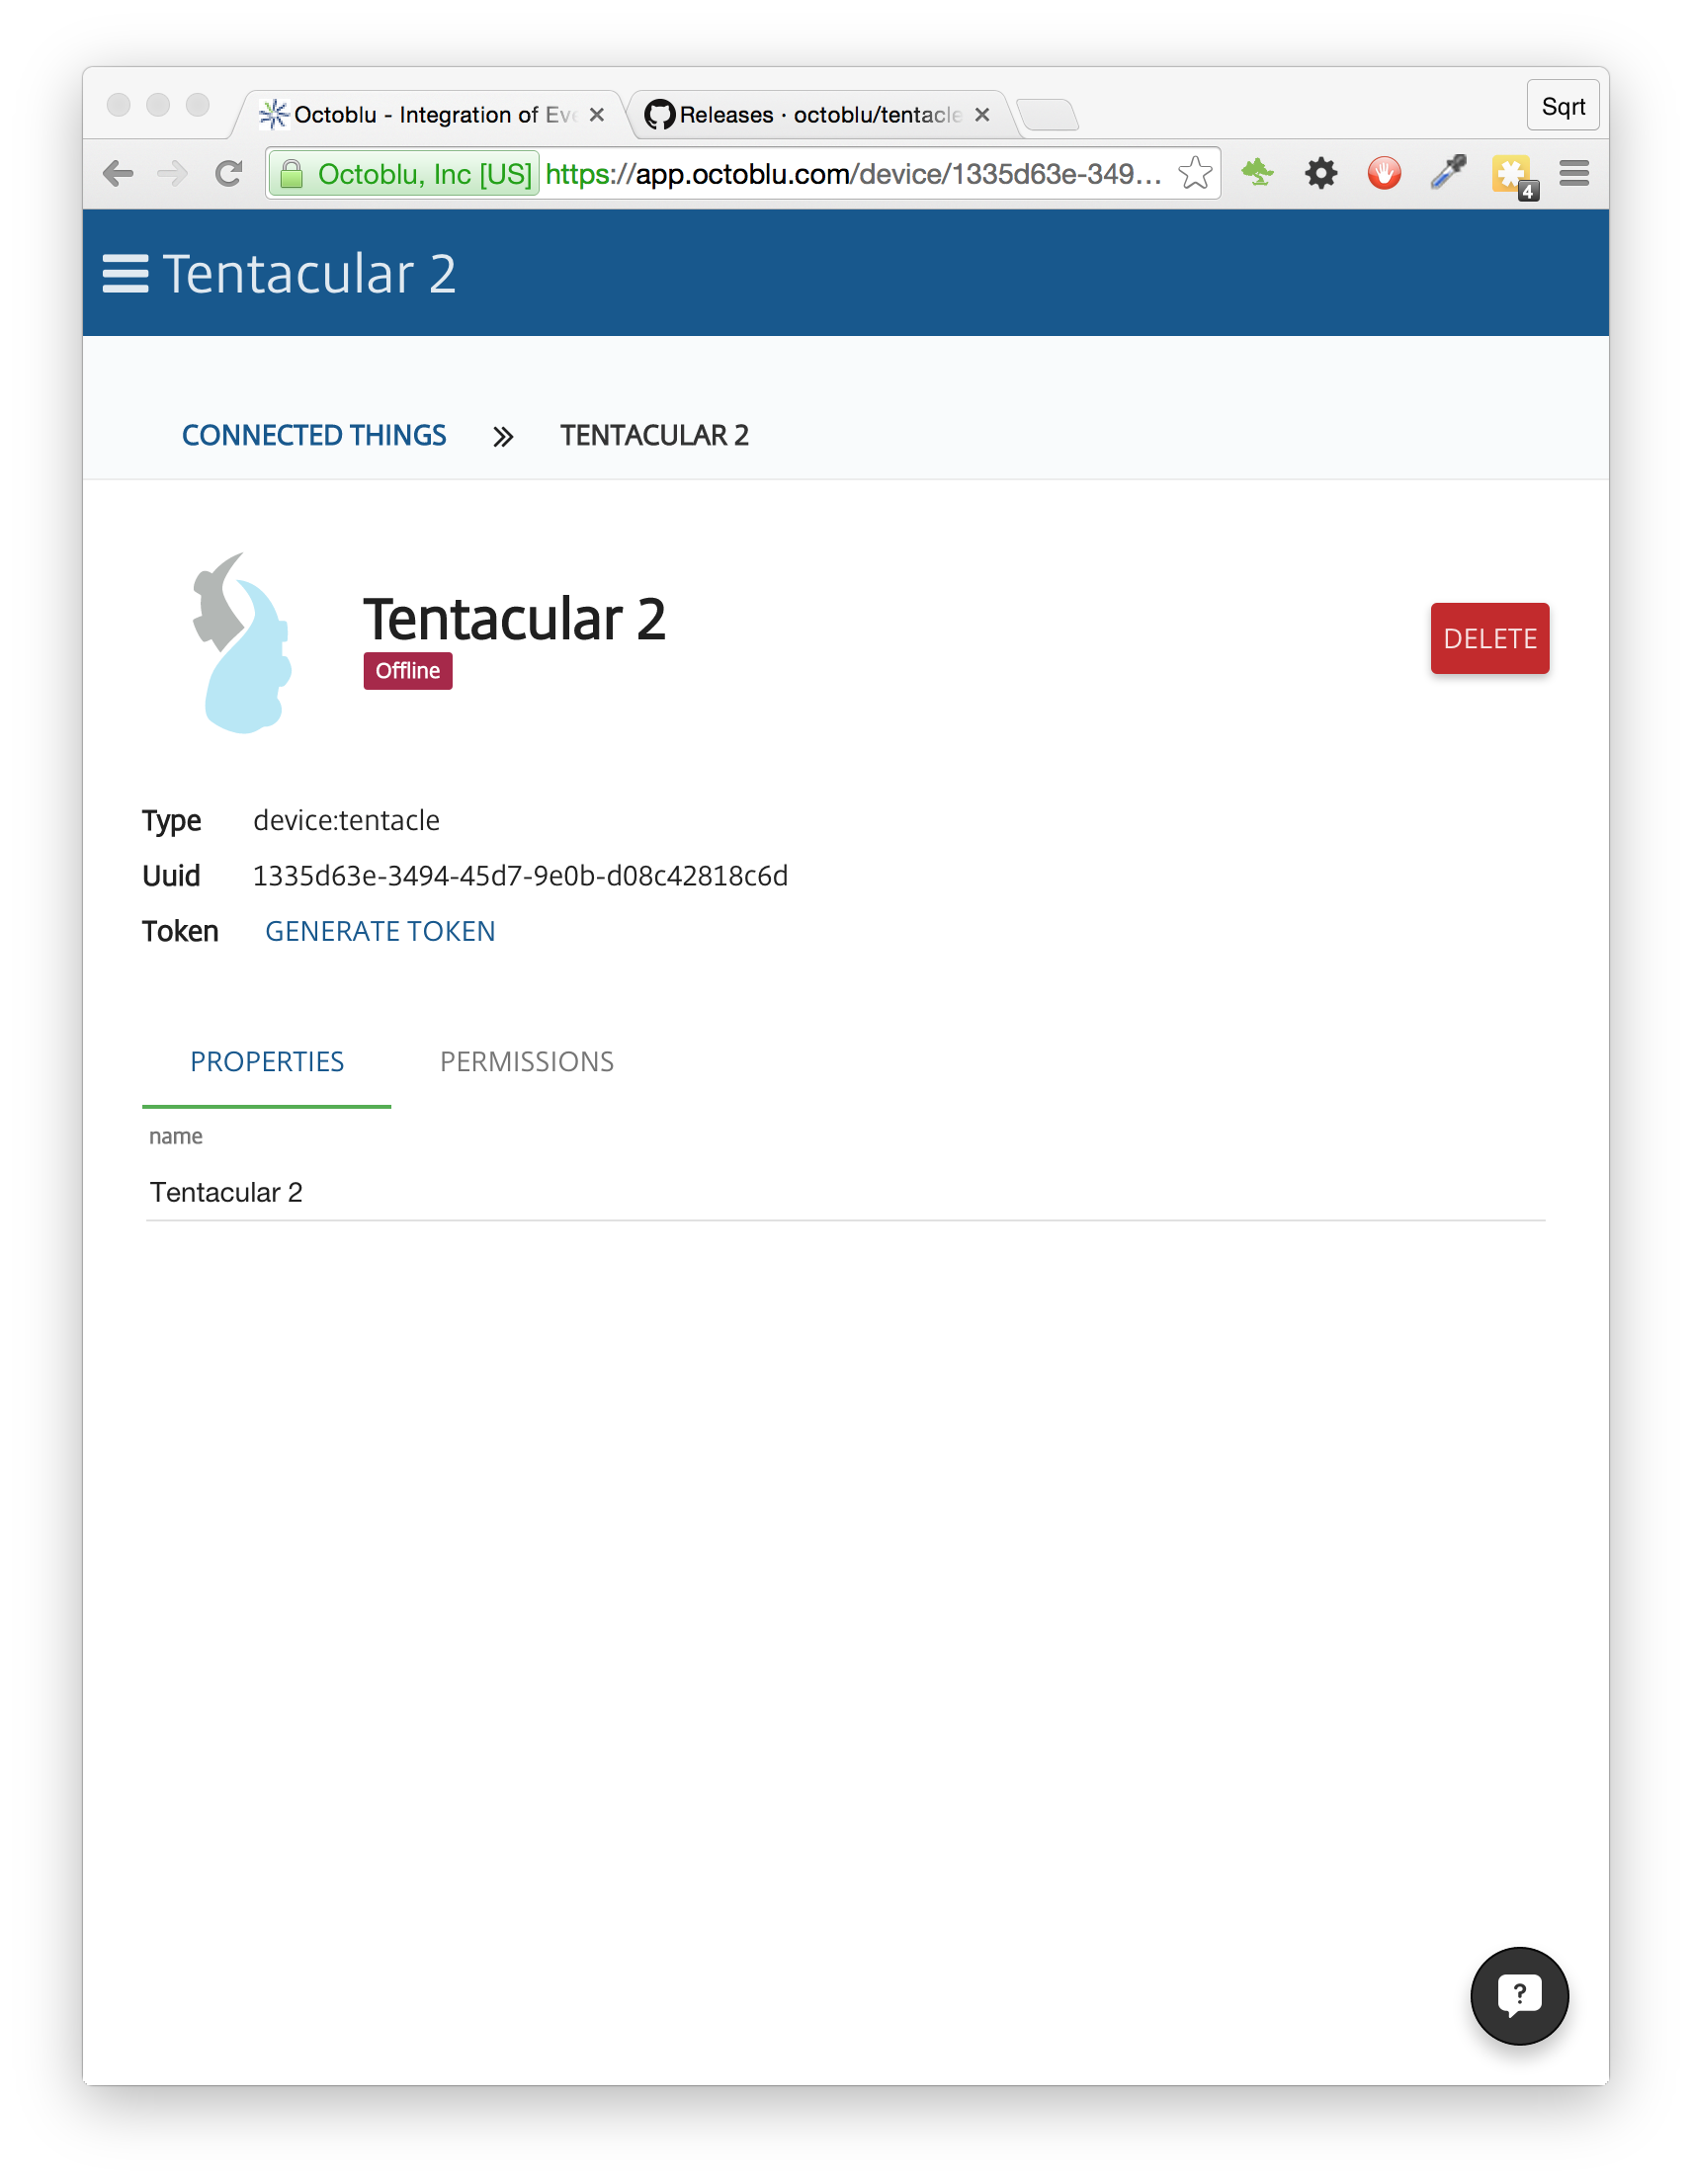 Octoblu - Integration of Eve
Releases · octoblu/tentacle
Sqrt
Octoblu, Inc [US] https://app.octoblu.com/device/1335d63e-349...
4
Tentacular 2
CONNECTED THINGS » TENTACULAR 2
Tentacular 2
Offline
DELETE
Type device:tentacle
Uuid 1335d63e-3494-45d7-9e0b-d08c42818c6d
Token GENERATE TOKEN
PROPERTIES PERMISSIONS
name
Tentacular 2
?